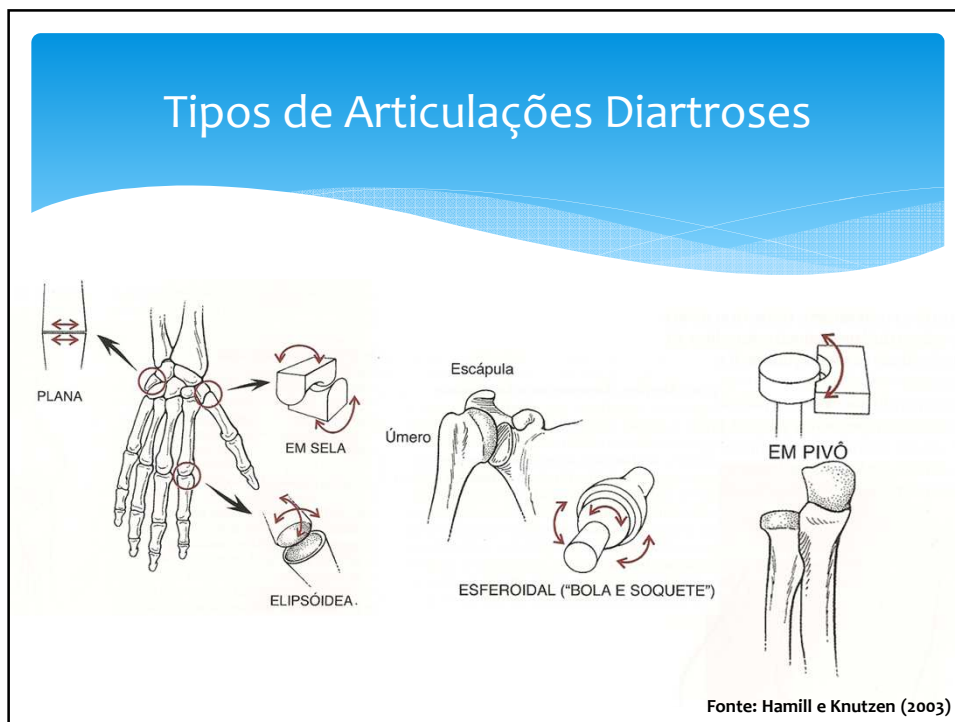 Tipos de Articulações Diartroses
PLANA
EM SELA
ELIPSÓIDEA.
Escápula
Úmero
ESFEROIDAL ("BOLA E SOQUETE")
EM PIVÔ
Fonte: Hamill e Knutzen (2003)